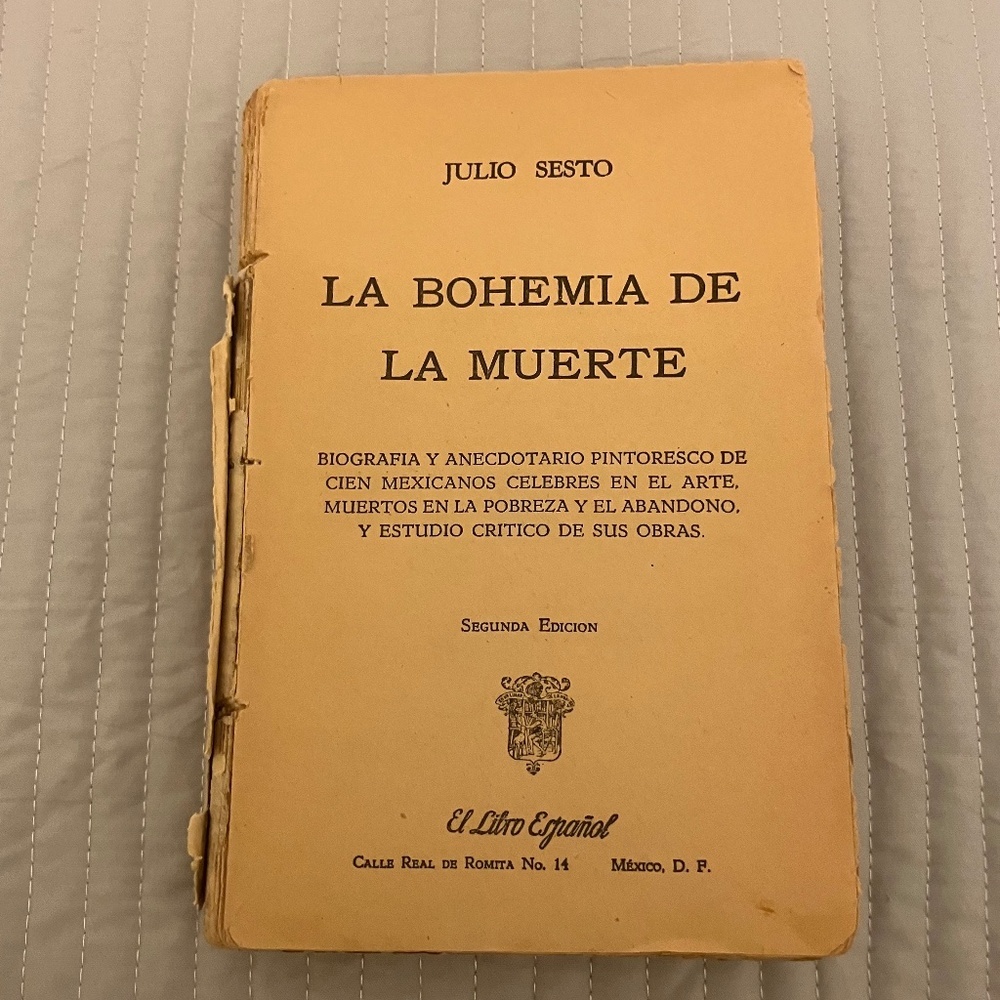 JULIO SESTO
LA BOHEMIA DE
LA MUERTE
BIOGRAFIA Y ANECDOTARIO PINTORESCO DE
CIEN MEXICANOS CELEBRES EN EL ARTE,
MUERTOS EN LA POBREZA Y EL ABANDONO,
Y ESTUDIO CRITICO DE SUS OBRAS.
SEGUNDA EDICION
El Libro Español
CALLE REAL DE ROMITA No. 14 MÉXICO, D. F.